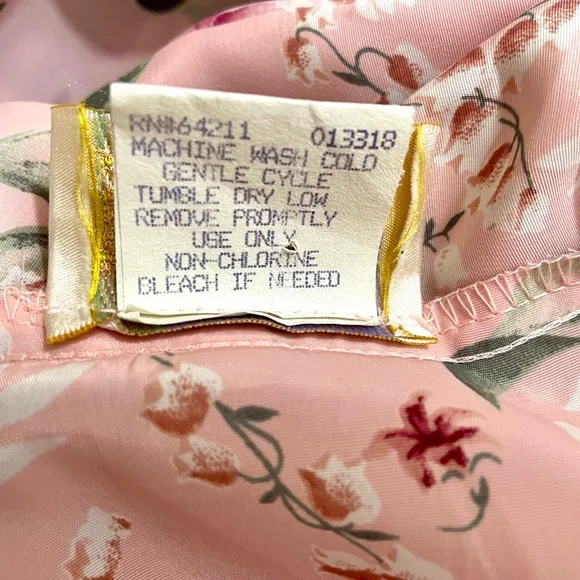 RN#64211 013318
MACHINE WASH COLD
GENTLE CYCLE
TUMBLE DRY LOW
REMOVE PROMPTLY
USE ONLY
NON-CHLORINE
BLEACH IF NEEDED